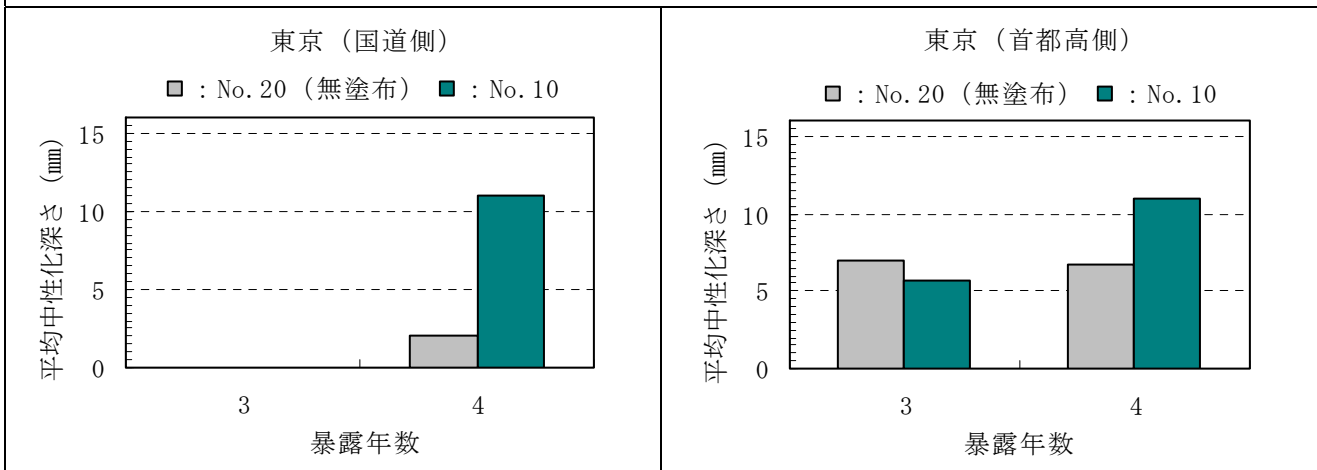 東京（国道側）
■ : No.20（無塗布） ■ : No.10
平均中性化深さ（㎜）
15
10
5
0
3 4
暴露年数
東京（首都高側）
■ : No.20（無塗布） ■ : No.10
平均中性化深さ（㎜）
15
10
5
0
3 4
暴露年数